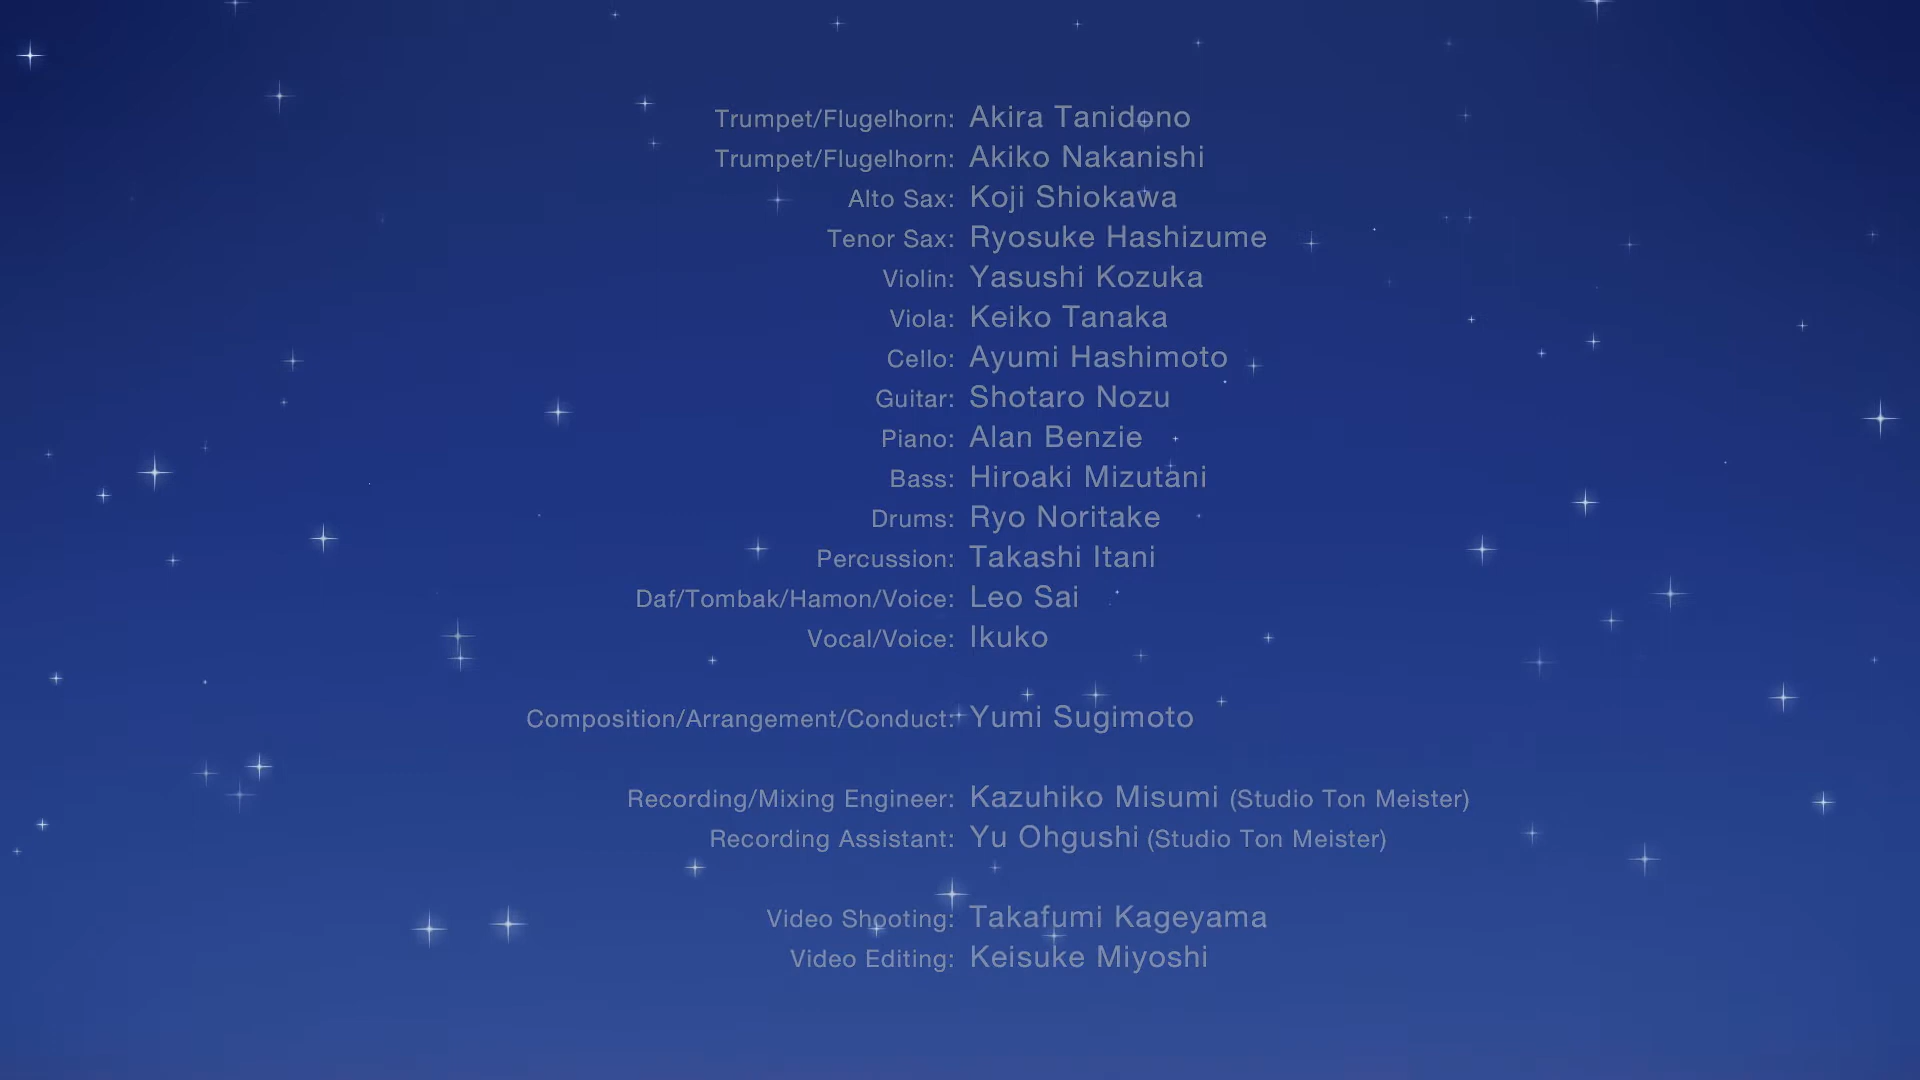 Trumpet/Flugelhorn: Akira Tanidono
Trumpet/Flugelhorn: Akiko Nakanishi
Alto Sax: Koji Shiokawa
Tenor Sax: Ryosuke Hashizume
Violin: Yasushi Kozuka
Viola: Keiko Tanaka
Cello: Ayumi Hashimoto
Guitar: Shotaro Nozu
Piano: Alan Benzie
Bass: Hiroaki Mizutani
Drums: Ryo Noritake
Percussion: Takashi Itani
Daf/Tombak/Hamon/Voice: Leo Sai
Vocal/Voice: Ikuko
Composition/Arrangement/Conduct: Yumi Sugimoto
Recording/Mixing Engineer: Kazuhiko Misumi (Studio Ton Meister)
Recording Assistant: Yu Ohgushi (Studio Ton Meister)
Video Shooting: Takafumi Kageyama
Video Editing: Keisuke Miyoshi